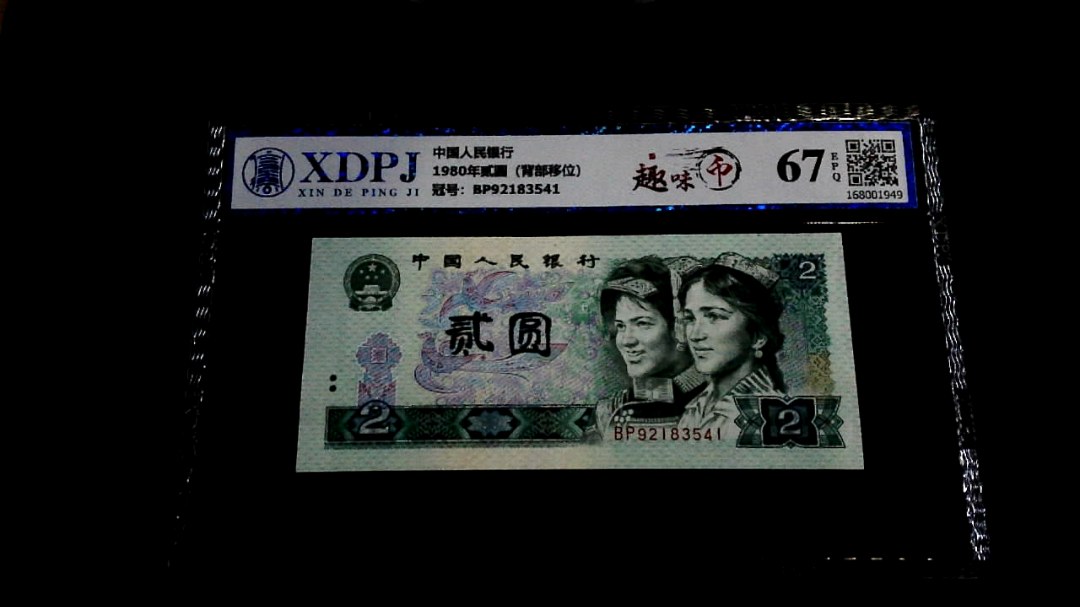 XDPJ
XIN DE PING JI
中国人民银行
1980年贰圆（背部移位）
冠号：BP92183541
趣味币
67
EPQ
168001949
中国人民银行
2
贰圆
2
BP92183541
2